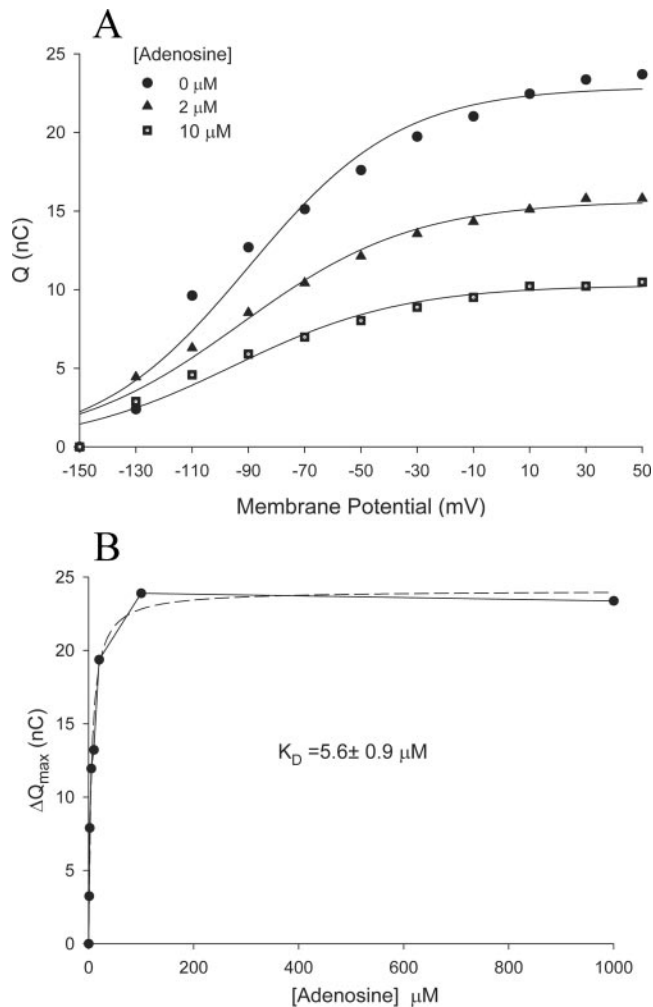 A
[Adenosine]
0 μM
2 μM
10 μM
25
20
15
10
5
0
Q (nC)
-150 -130 -110 -90 -70 -50 -30 -10 10 30 50
Membrane Potential (mV)
B
25
20
15
10
5
0
ΔQmax (nC)
KD =5.6± 0.9 μM
0 200 400 600 800 1000
[Adenosine] μM